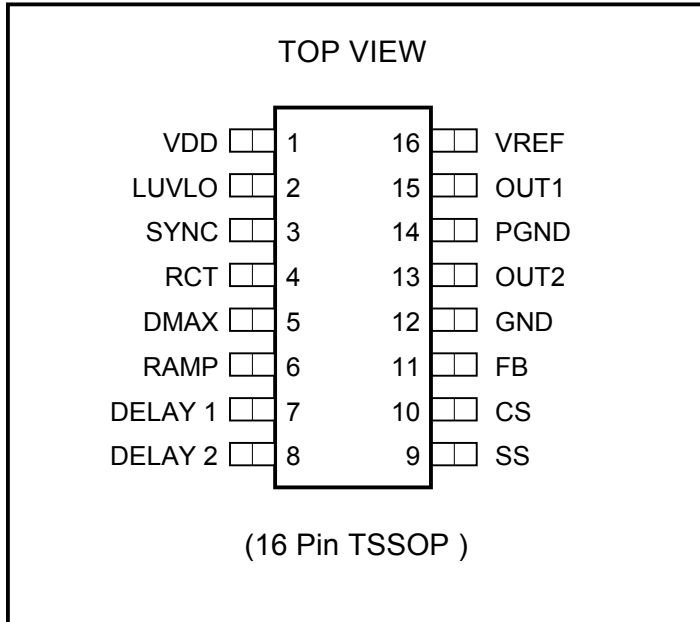 TOP VIEW
VDD 1 16 VREF
LUVLO 2 15 OUT1
SYNC 3 14 PGND
RCT 4 13 OUT2
DMAX 5 12 GND
RAMP 6 11 FB
DELAY 1 7 10 CS
DELAY 2 8 9 SS
(16 Pin TSSOP )